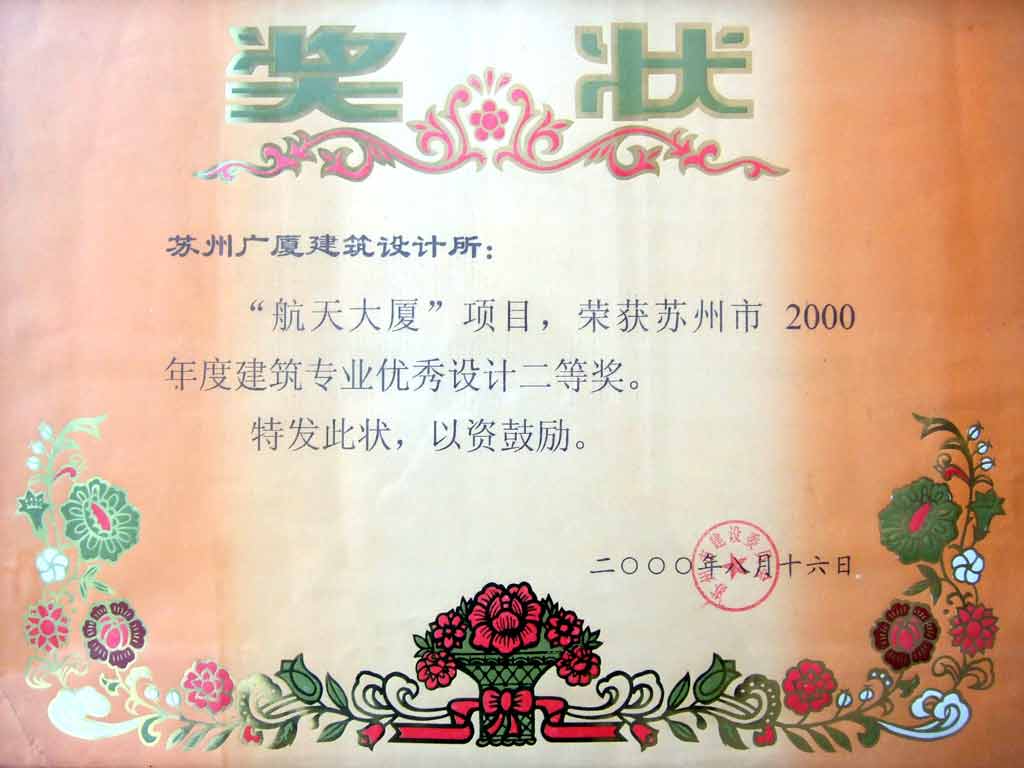 奖状
苏州广厦建筑设计所：
“航天大厦”项目，荣获苏州市 2000
年度建筑专业优秀设计二等奖。
特发此状，以资鼓励。
二〇〇〇年八月十六日